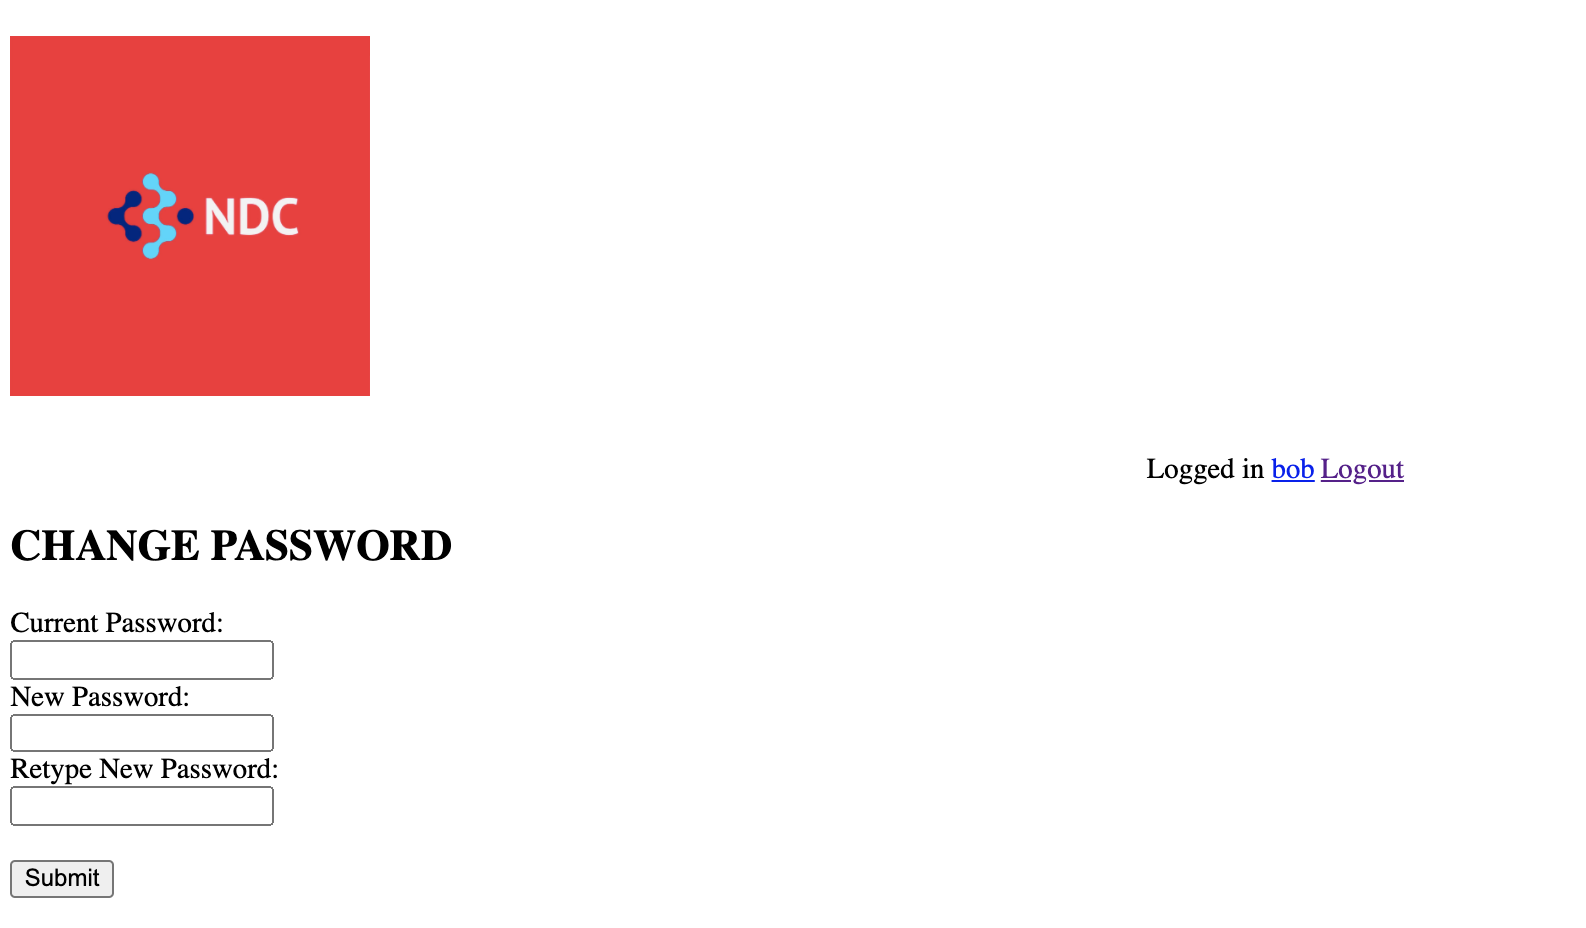 NDC
Logged in bob Logout
CHANGE PASSWORD
Current Password:
New Password:
Retype New Password:
Submit